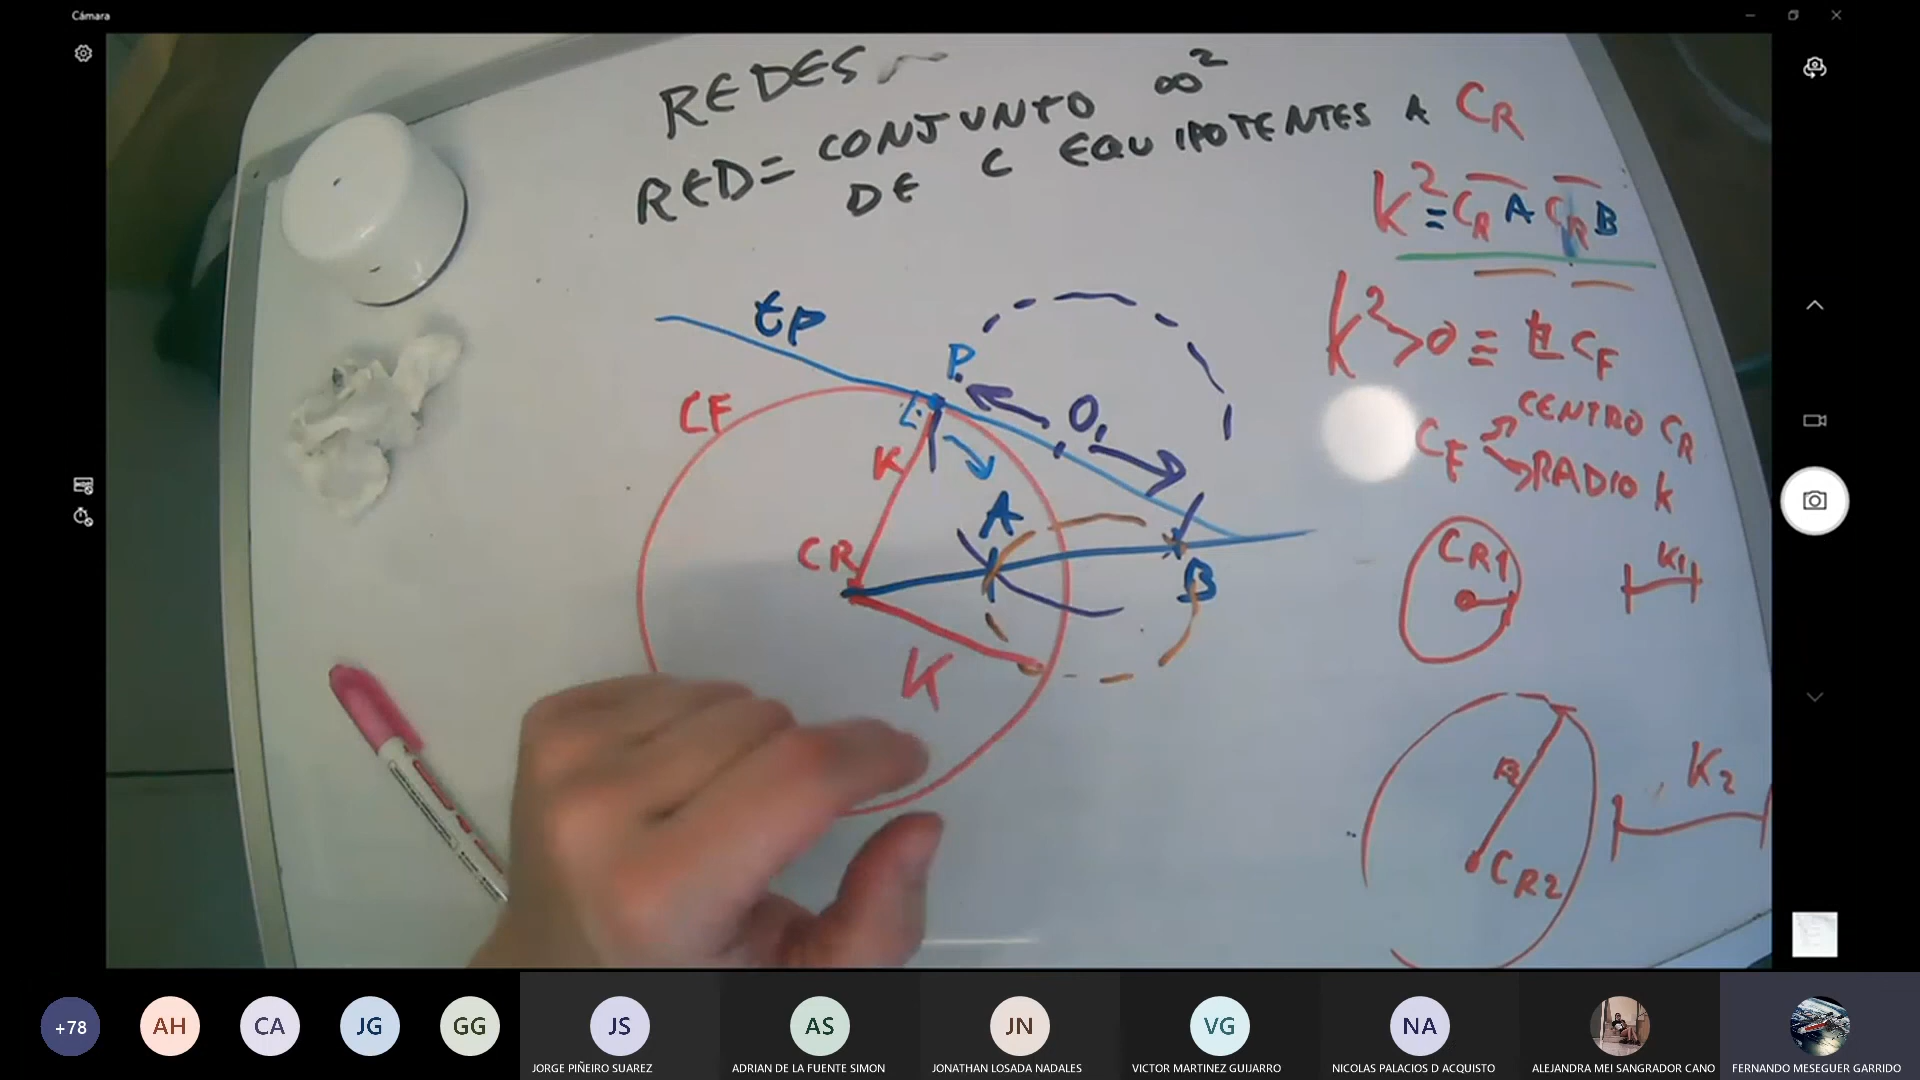 Cámara
REDES
RED = CONJUNTO ∞²
DE C EQUIPOTENTES A CR
K² = CRA CRB
K² > 0 ≡ ⊥ CF
CF CENTRO CR
RADIO K
tP
P
O1
CF
K
A
CR
B
K
CR1
K1
K2
CR2
+78
AH
CA
JG
GG
JS
AS
JN
VG
NA
JORGE PIÑEIRO SUAREZ
ADRIAN DE LA FUENTE SIMON
JONATHAN LOSADA NADALES
VICTOR MARTINEZ GUIJARRO
NICOLAS PALACIOS D ACQUISTO
ALEJANDRA MEI SANGRADOR CANO
FERNANDO MESEGUER GARRIDO